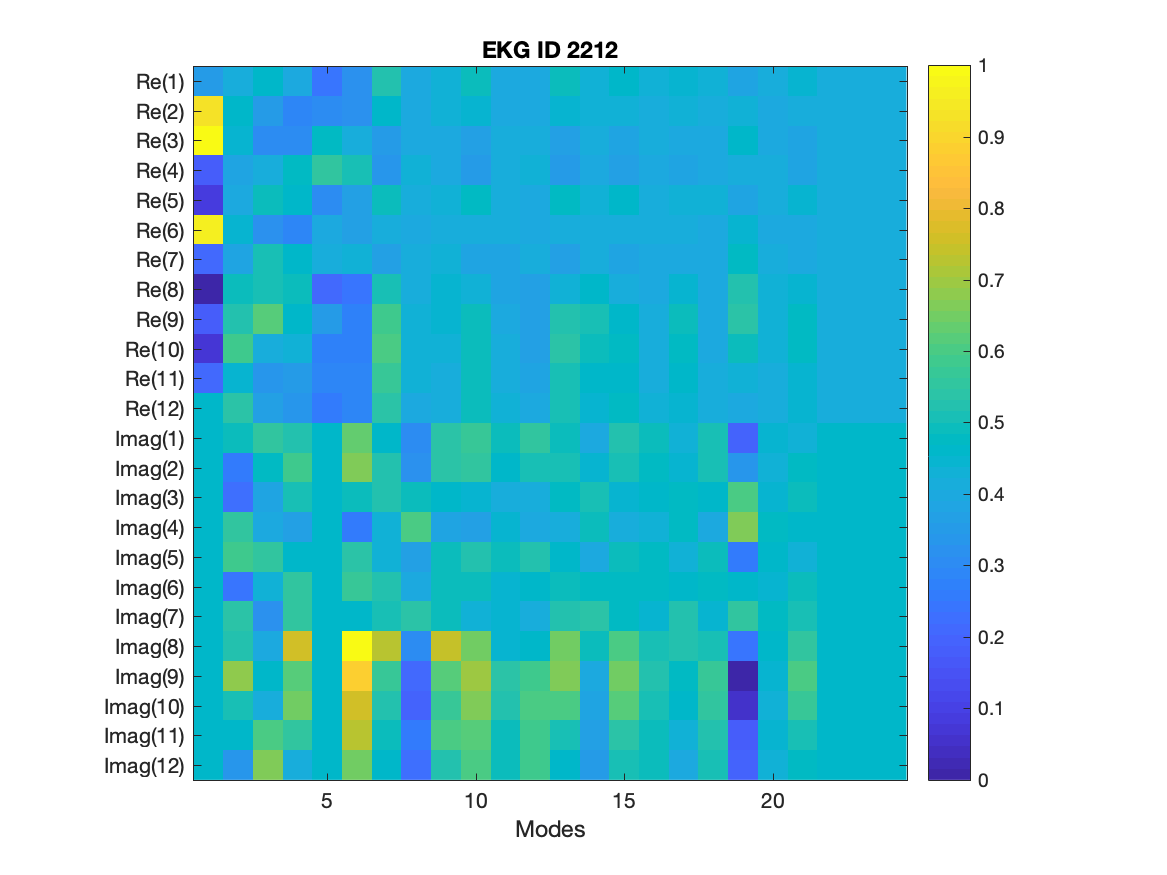 EKG ID 2212
Re(1)
Re(2)
Re(3)
Re(4)
Re(5)
Re(6)
Re(7)
Re(8)
Re(9)
Re(10)
Re(11)
Re(12)
Imag(1)
Imag(2)
Imag(3)
Imag(4)
Imag(5)
Imag(6)
Imag(7)
Imag(8)
Imag(9)
Imag(10)
Imag(11)
Imag(12)
5 10 15 20
Modes
1
0.9
0.8
0.7
0.6
0.5
0.4
0.3
0.2
0.1
0